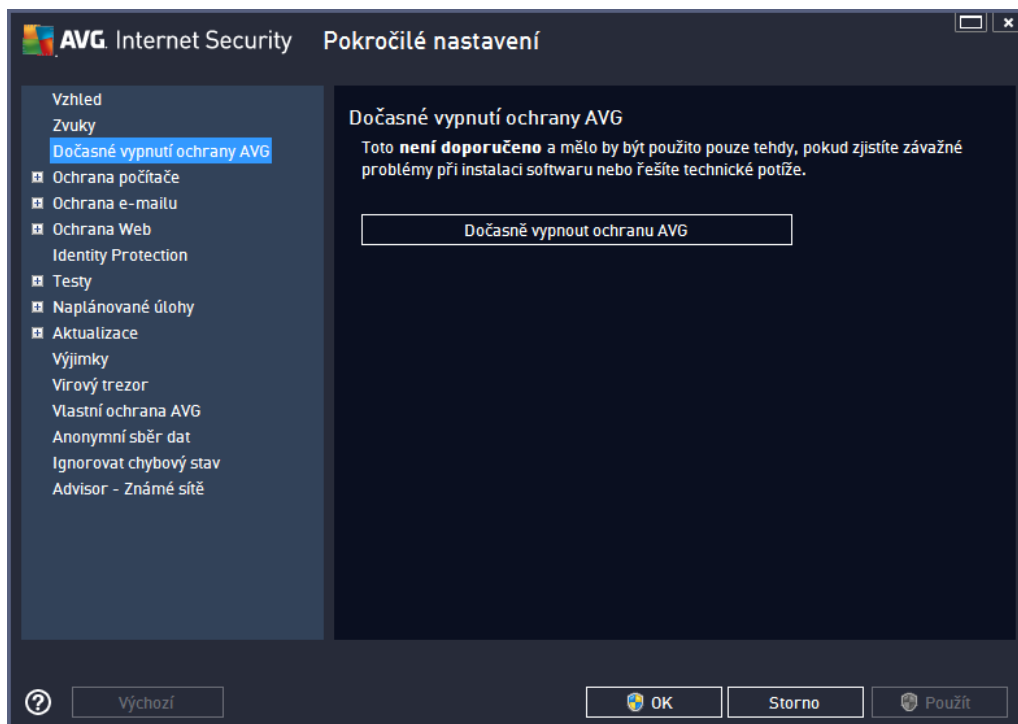 AVG. Internet Security Pokročilé nastavení
Vzhled
Zvuky
Dočasné vypnutí ochrany AVG
Ochrana počítače
Ochrana e-mailu
Ochrana Web
Identity Protection
Testy
Naplánované úlohy
Aktualizace
Výjimky
Virový trezor
Vlastní ochrana AVG
Anonymní sběr dat
Ignorovat chybový stav
Advisor - Známé sítě
Dočasné vypnutí ochrany AVG
Toto není doporučeno a mělo by být použito pouze tehdy, pokud zjistíte závažné
problémy při instalaci softwaru nebo řešíte technické potíže.
Dočasně vypnout ochranu AVG
Výchozí
OK
Storno
Použít